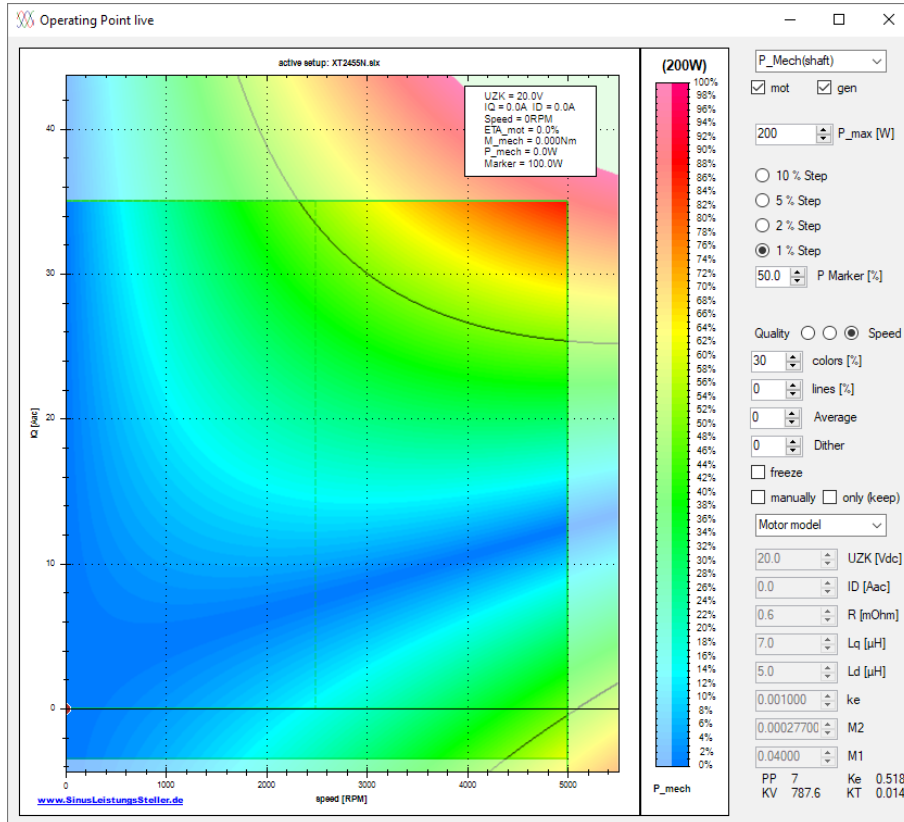 Operating Point live
active setup: XT2455N.slx
UZK = 20.0V
IQ = 0.0A ID = 0.0A
Speed = 0RPM
ETA_mot = 0.0%
M_mech = 0.000Nm
P_mech = 0.0W
Marker = 100.0W
40
30
20
10
0
IQ [Aac]
0
1000
2000
3000
4000
5000
speed [RPM]
www.SinusLeistungsSteller.de
(200W)
100%
98%
96%
94%
92%
90%
88%
86%
84%
82%
80%
78%
76%
74%
72%
70%
68%
66%
64%
62%
60%
58%
56%
54%
52%
50%
48%
46%
44%
42%
40%
38%
36%
34%
32%
30%
28%
26%
24%
22%
20%
18%
16%
14%
12%
10%
8%
6%
4%
2%
0%
P_mech
P_Mech(shaft)
mot gen
200 P_max [W]
10 % Step
5 % Step
2 % Step
1 % Step
50.0 P Marker [%]
Quality Speed
30 colors [%]
0 lines [%]
0 Average
0 Dither
freeze
manually only (keep)
Motor model
20.0 UZK [Vdc]
0.0 ID [Aac]
0.6 R [mOhm]
7.0 Lq [µH]
5.0 Ld [µH]
0.001000 ke
0.00027700 M2
0.04000 M1
PP 7 Ke 0.518
KV 787.6 KT 0.014